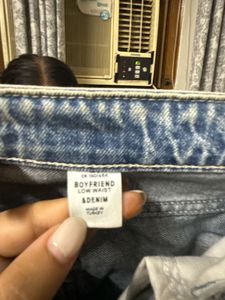 BOYFRIEND
LOW WAIST
&DENIM
MADE IN
TURKEY